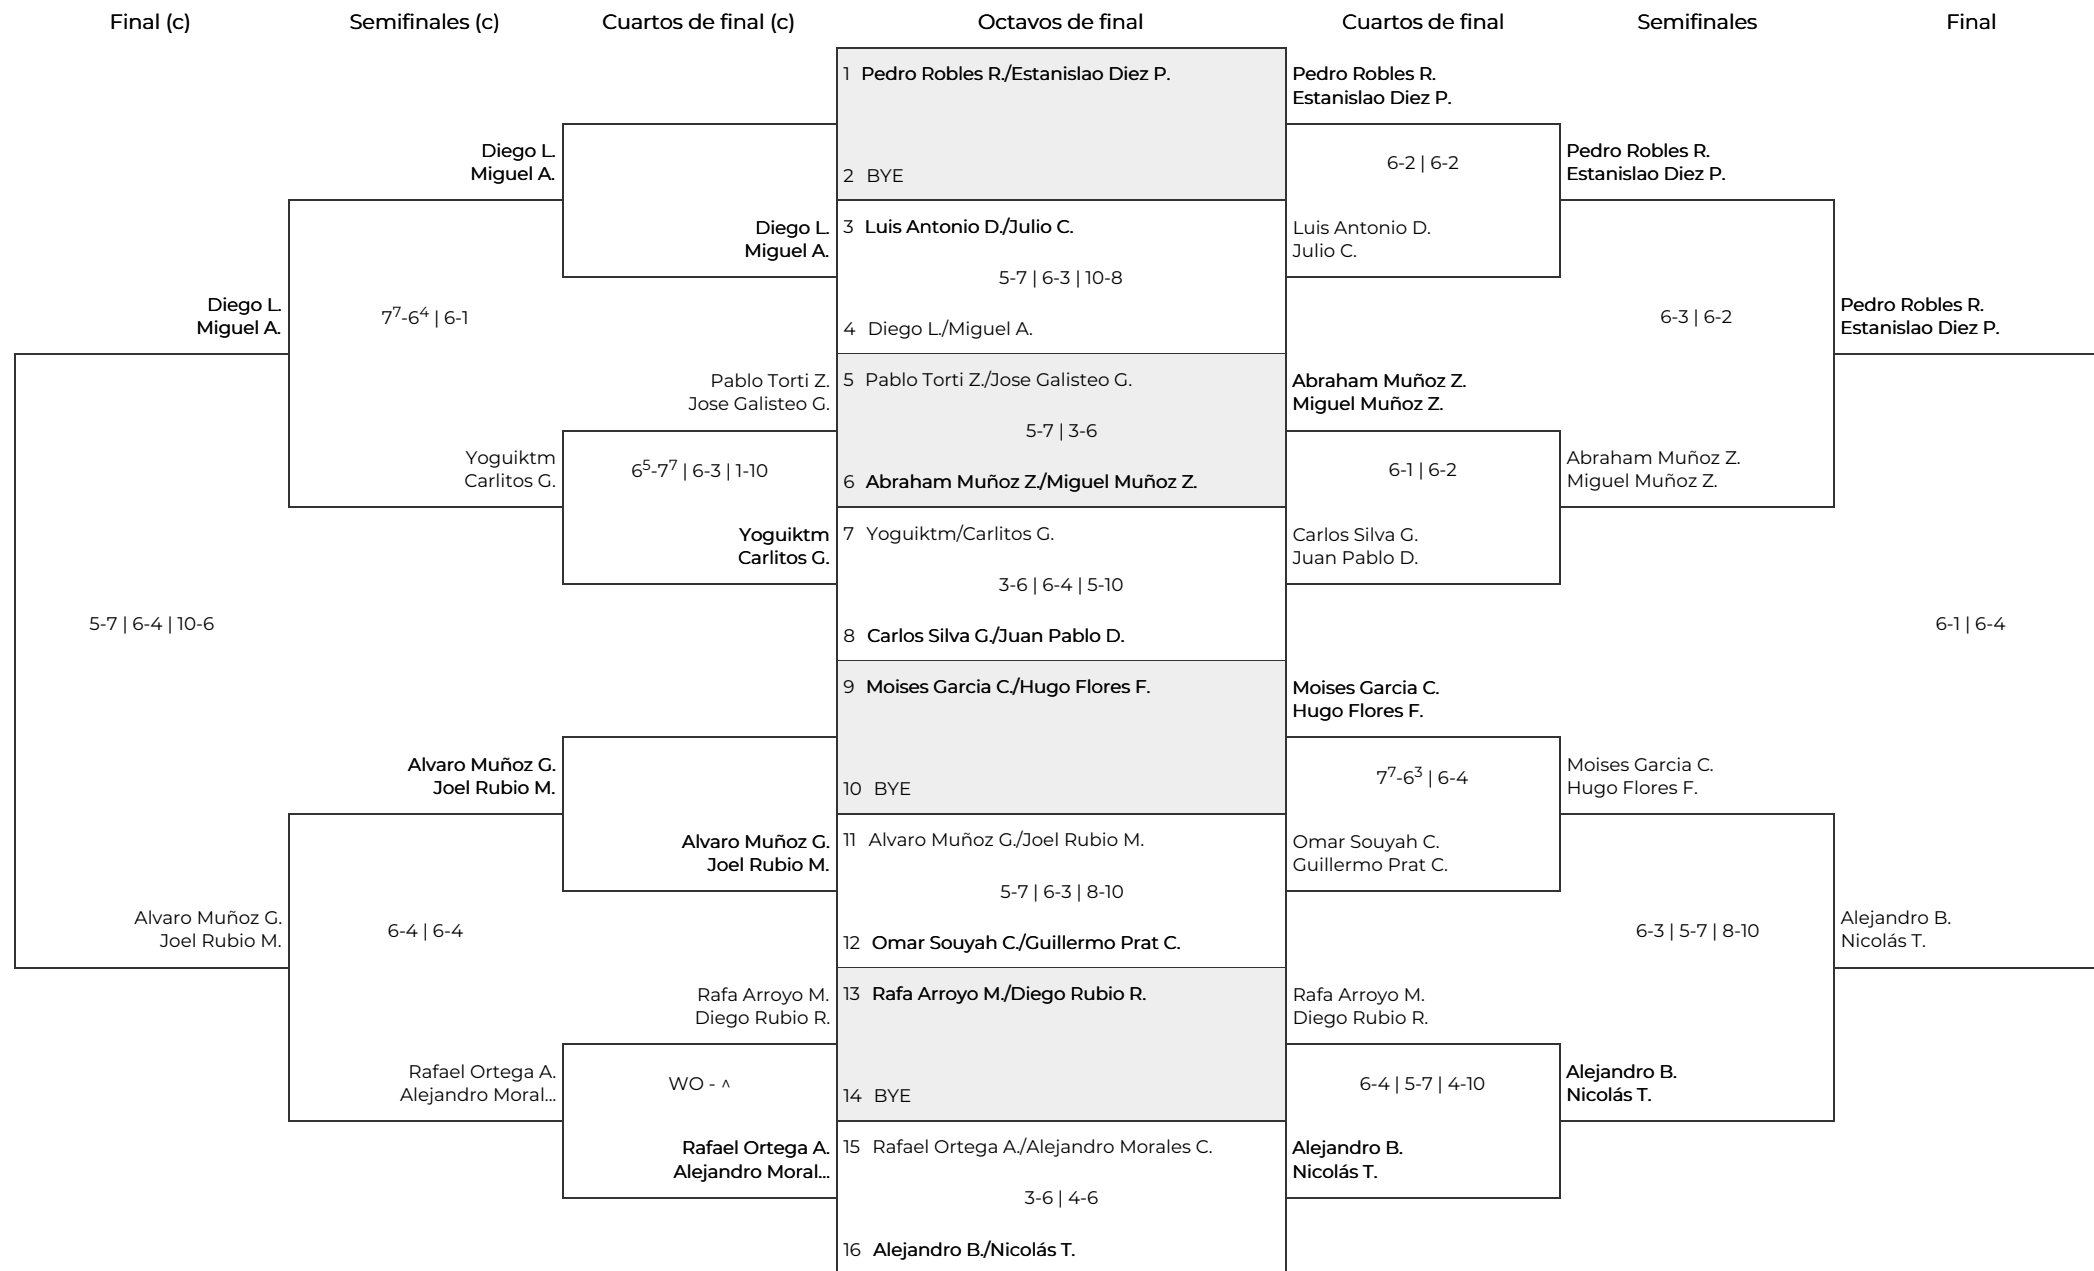 Final (c)
Semifinales (c)
Cuartos de final (c)
Octavos de final
Cuartos de final
Semifinales
Final
Diego L.
Miguel A.
5-7 | 6-4 | 10-6
Alvaro Muñoz G.
Joel Rubio M.
Diego L.
Miguel A.
7⁷-6⁴ | 6-1
Yoguiktm
Carlitos G.
Alvaro Muñoz G.
Joel Rubio M.
6-4 | 6-4
Rafael Ortega A.
Alejandro Moral...
Diego L.
Miguel A.
Pablo Torti Z.
Jose Galisteo G.
6⁵-7⁷ | 6-3 | 1-10
Yoguiktm
Carlitos G.
Alvaro Muñoz G.
Joel Rubio M.
Rafa Arroyo M.
Diego Rubio R.
WO - ^
Rafael Ortega A.
Alejandro Moral...
1 Pedro Robles R./Estanislao Diez P.
2 BYE
3 Luis Antonio D./Julio C.
5-7 | 6-3 | 10-8
4 Diego L./Miguel A.
5 Pablo Torti Z./Jose Galisteo G.
5-7 | 3-6
6 Abraham Muñoz Z./Miguel Muñoz Z.
7 Yoguiktm/Carlitos G.
3-6 | 6-4 | 5-10
8 Carlos Silva G./Juan Pablo D.
9 Moises Garcia C./Hugo Flores F.
10 BYE
11 Alvaro Muñoz G./Joel Rubio M.
5-7 | 6-3 | 8-10
12 Omar Souyah C./Guillermo Prat C.
13 Rafa Arroyo M./Diego Rubio R.
14 BYE
15 Rafael Ortega A./Alejandro Morales C.
3-6 | 4-6
16 Alejandro B./Nicolás T.
Pedro Robles R.
Estanislao Diez P.
6-2 | 6-2
Luis Antonio D.
Julio C.
Abraham Muñoz Z.
Miguel Muñoz Z.
6-1 | 6-2
Carlos Silva G.
Juan Pablo D.
Moises Garcia C.
Hugo Flores F.
7⁷-6³ | 6-4
Omar Souyah C.
Guillermo Prat C.
Rafa Arroyo M.
Diego Rubio R.
6-4 | 5-7 | 4-10
Alejandro B.
Nicolás T.
Pedro Robles R.
Estanislao Diez P.
6-3 | 6-2
Abraham Muñoz Z.
Miguel Muñoz Z.
Moises Garcia C.
Hugo Flores F.
6-3 | 5-7 | 8-10
Alejandro B.
Nicolás T.
Pedro Robles R.
Estanislao Diez P.
6-1 | 6-4
Alejandro B.
Nicolás T.